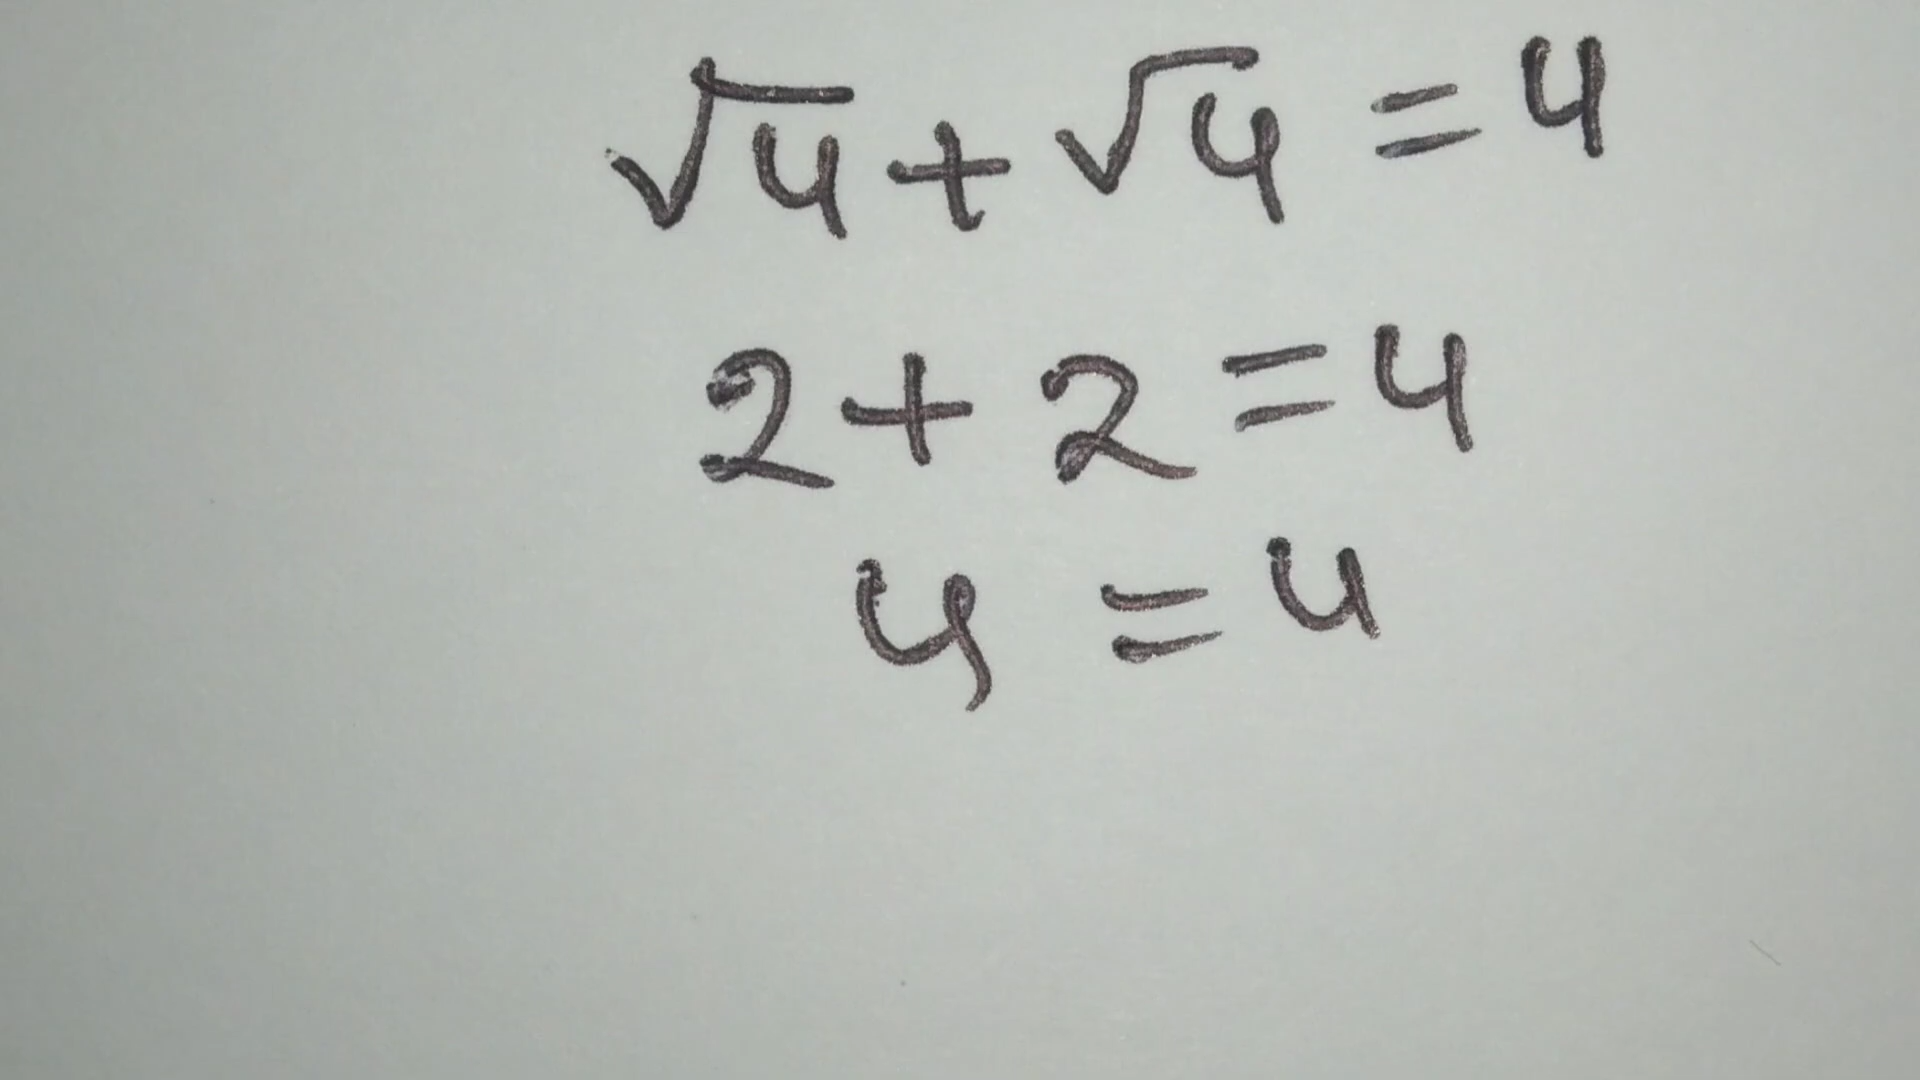 √4 + √4 = 4
2 + 2 = 4
4 = 4